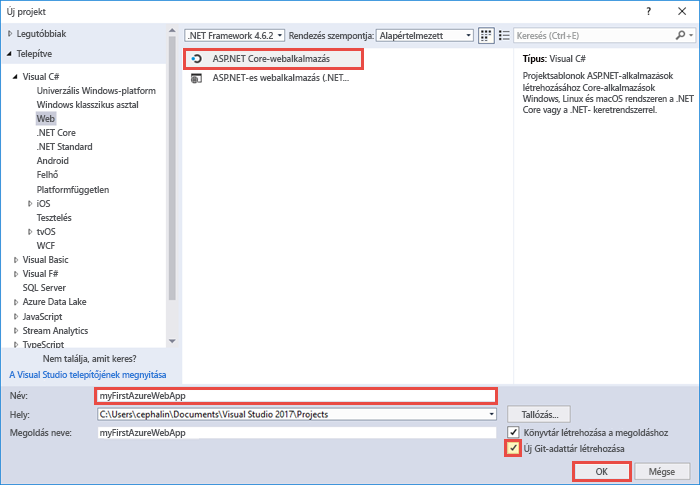 Új projekt
Legutóbbiak
.NET Framework 4.6.2
Rendezés szempontja:
Alapértelmezett
Keresés (Ctrl+E)
Telepítve
Visual C#
Univerzális Windows-platform
Windows klasszikus asztal
Web
.NET Core
.NET Standard
Android
Felhő
Platformfüggetlen
iOS
Tesztelés
tvOS
WCF
Visual Basic
Visual F#
SQL Server
Azure Data Lake
JavaScript
Stream Analytics
TypeScript
Nem találja, amit keres?
A Visual Studio telepítőjének megnyitása
ASP.NET Core-webalkalmazás
ASP.NET-es webalkalmazás (.NET...
Típus: Visual C#
Projektsablonok ASP.NET-alkalmazások
létrehozásához Core-alkalmazások
Windows, Linux és macOS rendszeren a .NET
Core vagy a .NET- keretrendszerrel.
Név:
myFirstAzureWebApp
Hely:
C:\Users\cephalin\Documents\Visual Studio 2017\Projects
Tallózás...
Megoldás neve:
myFirstAzureWebApp
Könyvtár létrehozása a megoldáshoz
Új Git-adattár létrehozása
OK
Mégse